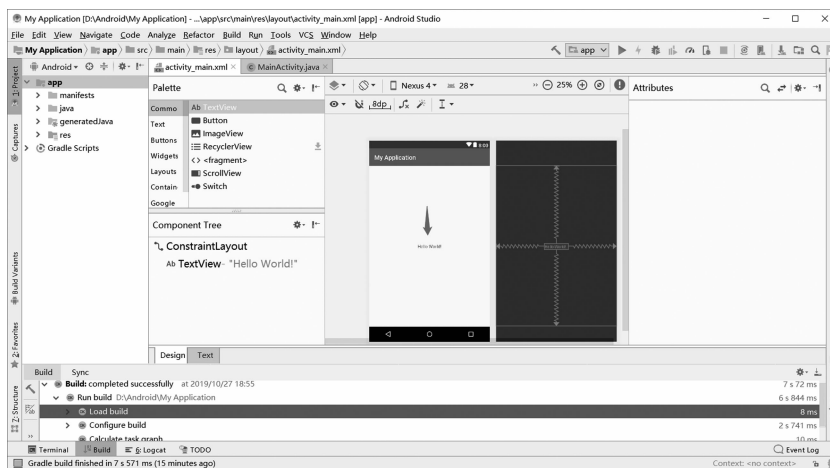 My Application [D:\Android\My Application] - ...\app\src\main\res\layout\activity_main.xml [app] - Android Studio
File Edit View Navigate Code Analyze Refactor Build Run Tools VCS Window Help
My Application app src main res layout activity_main.xml
app
Android
activity_main.xml
MainActivity.java
1: Project
Captures
Build Variants
2: Favorites
Z: Structure
app
manifests
java
generatedJava
res
Gradle Scripts
Palette
Commo
Text
Buttons
Widgets
Layouts
Contain
Google
Ab TextView
Button
ImageView
RecyclerView
<> <fragment>
ScrollView
Switch
Component Tree
ConstraintLayout
Ab TextView- "Hello World!"
Nexus 4
28
25%
8dp
My Application
8:00
Hello World!
Attributes
Design Text
Build Sync
Build: completed successfully at 2019/10/27 18:55
7 s 72 ms
Run build D:\Android\My Application
6 s 844 ms
Load build
8 ms
Configure build
2 s 741 ms
Calculate task graph
10 ms
Terminal Build 6: Logcat TODO
Event Log
Gradle build finished in 7 s 571 ms (15 minutes ago)
Context: <no context>